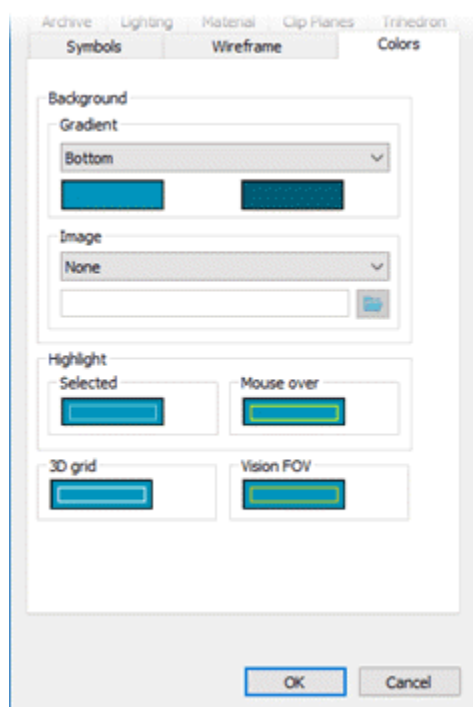 Archive Lighting Material Clip Planes Trihedron
Symbols Wireframe Colors
Background
Gradient
Bottom
Image
None
Highlight
Selected Mouse over
3D grid Vision FOV
OK Cancel